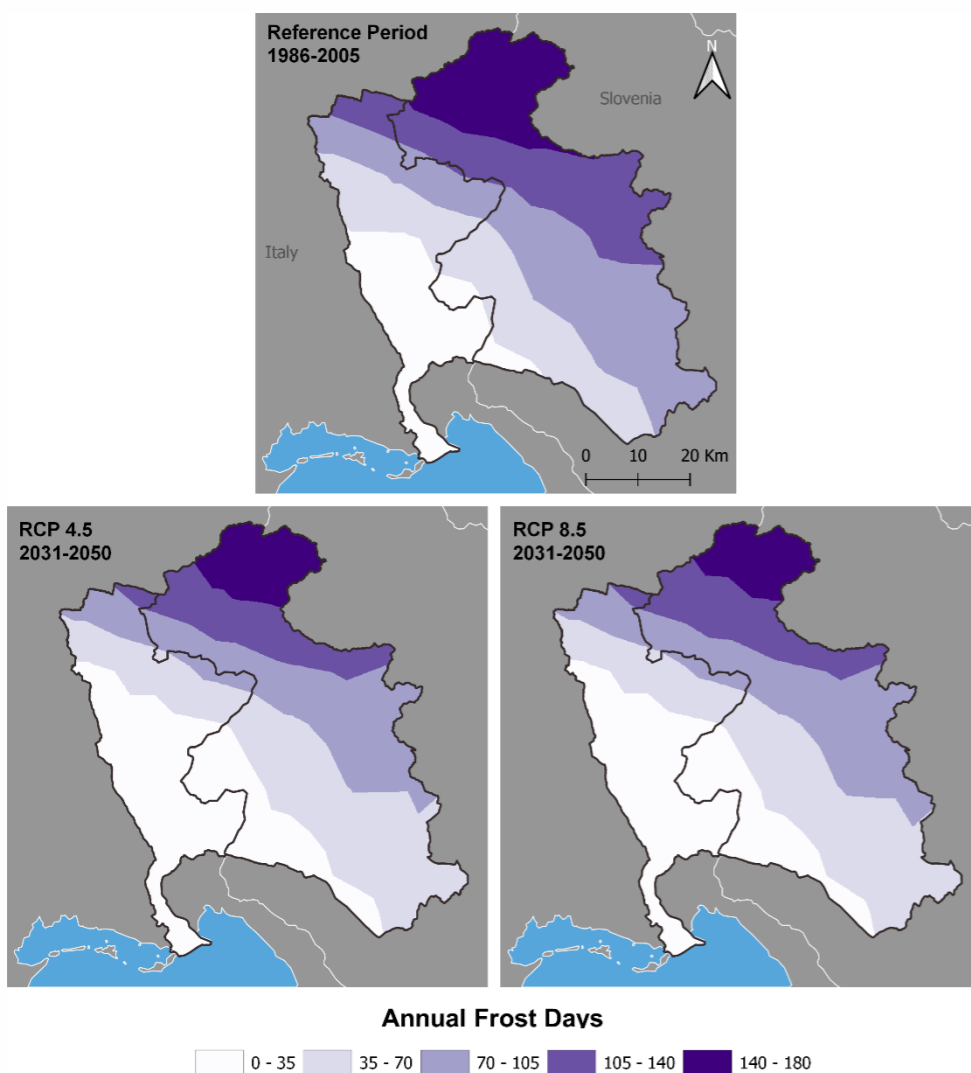 Reference Period
1986-2005
N
Slovenia
Italy
0 10 20 Km
RCP 4.5
2031-2050
RCP 8.5
2031-2050
Annual Frost Days
0 - 35 35 - 70 70 - 105 105 - 140 140 - 180